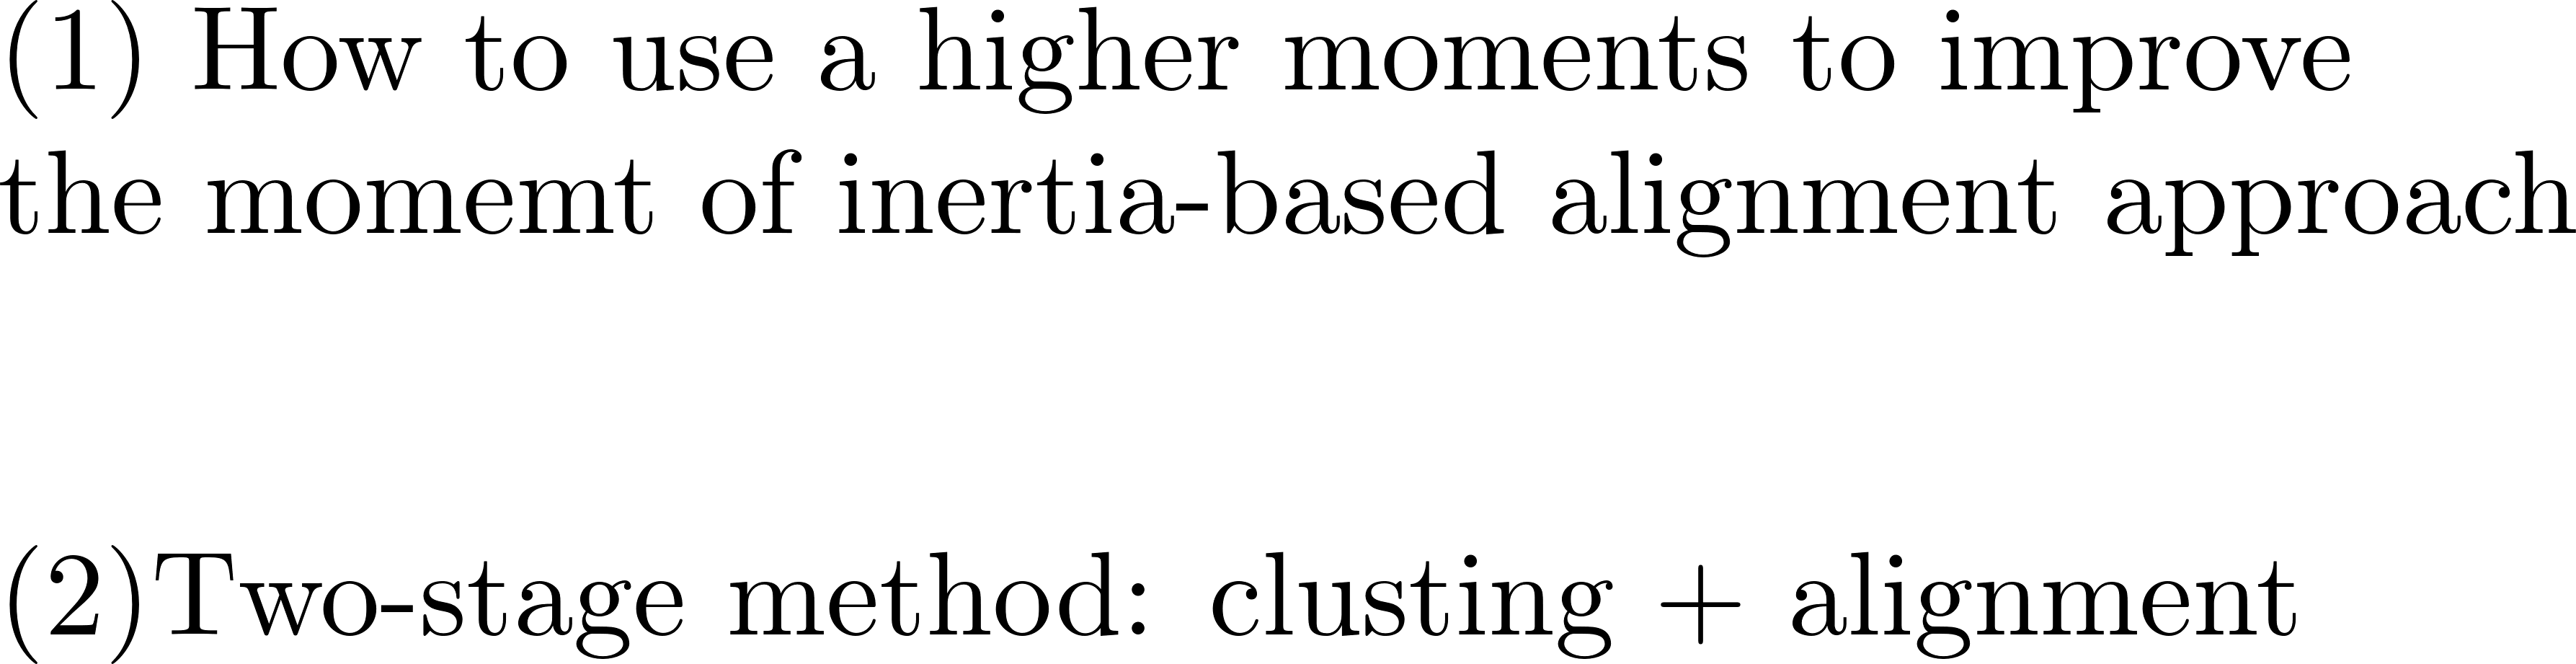 (1) How to use a higher moments to improve
the momemt of inertia-based alignment approach
(2)Two-stage method: clusting + alignment